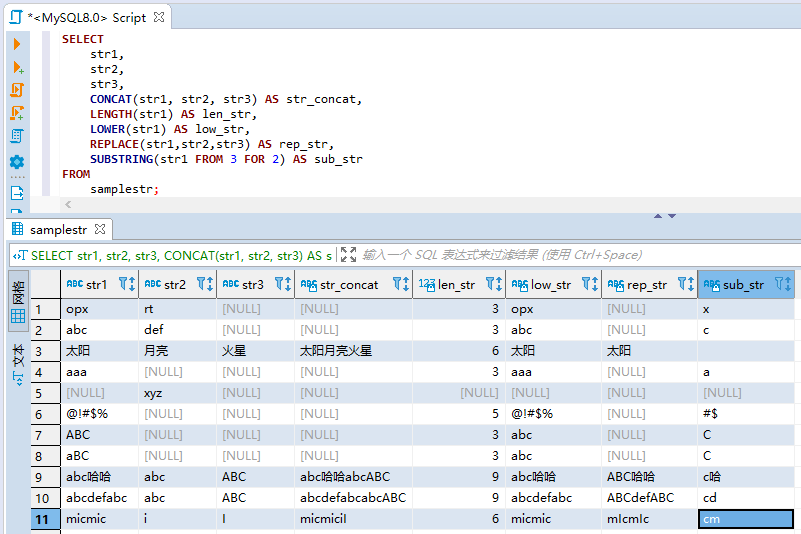 *<MySQL8.0> Script
SELECT
str1,
str2,
str3,
CONCAT(str1, str2, str3) AS str_concat,
LENGTH(str1) AS len_str,
LOWER(str1) AS low_str,
REPLACE(str1,str2,str3) AS rep_str,
SUBSTRING(str1 FROM 3 FOR 2) AS sub_str
FROM
samplestr;
samplestr
SELECT str1, str2, str3, CONCAT(str1, str2, str3) AS s 输入一个 SQL 表达式来过滤结果 (使用 Ctrl+Space)
网格
文本
ABC str1 ABC str2 ABC str3 ABC str_concat 123 len_str ABC low_str ABC rep_str ABC sub_str
1 opx rt [NULL] [NULL] 3 opx [NULL] x
2 abc def [NULL] [NULL] 3 abc [NULL] c
3 太阳 月亮 火星 太阳月亮火星 6 太阳 太阳
4 aaa [NULL] [NULL] [NULL] 3 aaa [NULL] a
5 [NULL] xyz [NULL] [NULL] [NULL] [NULL] [NULL] [NULL]
6 @!#$% [NULL] [NULL] [NULL] 5 @!#$% [NULL] #$
7 ABC [NULL] [NULL] [NULL] 3 abc [NULL] C
8 aBC [NULL] [NULL] [NULL] 3 abc [NULL] C
9 abc哈哈 abc ABC abc哈哈abcABC 9 abc哈哈 ABC哈哈 c哈
10 abcdefabc abc ABC abcdefabcabcABC 9 abcdefabc ABCdefABC cd
11 micmic i I micmiciI 6 micmic mIcmIc cm